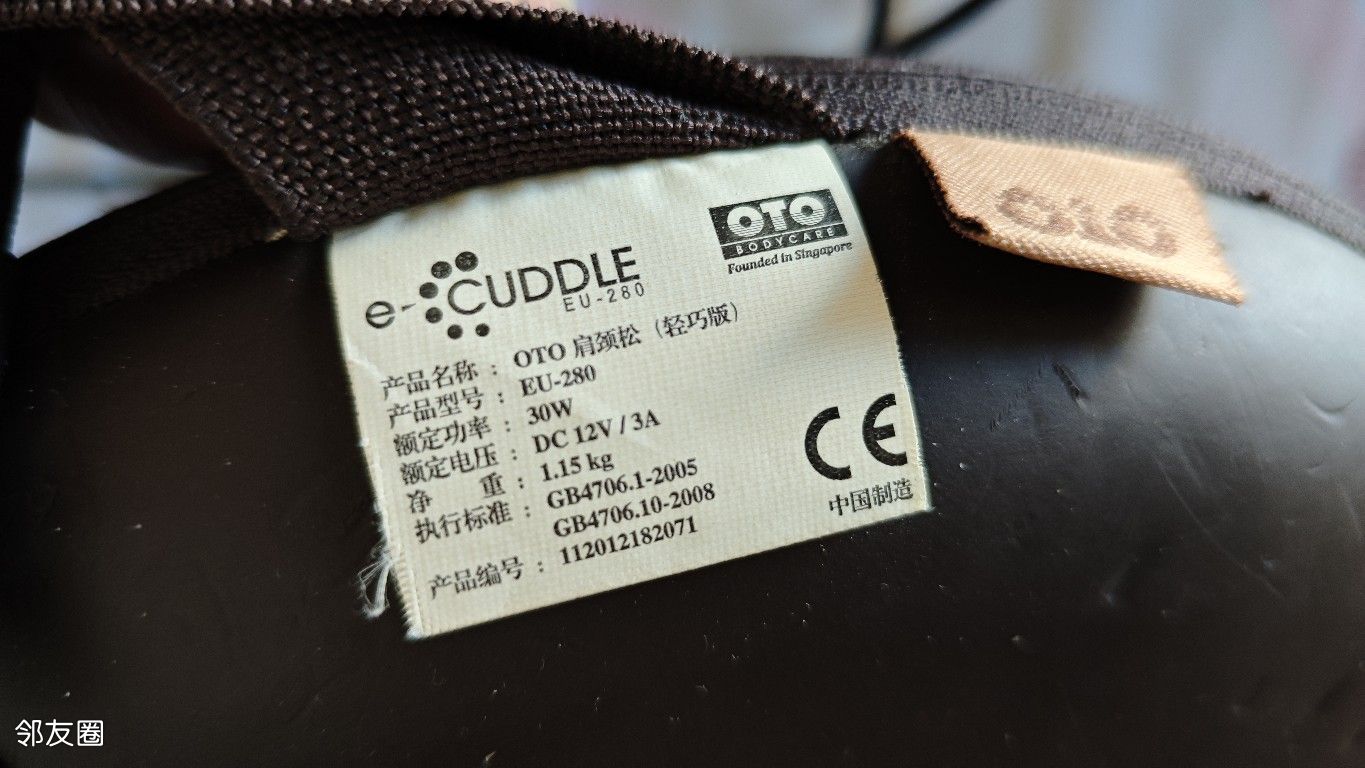 e-CUDDLE
EU-280
OTO
BODYCARE
Founded in Singapore
产品名称：OTO 肩颈松（轻巧版）
产品型号：EU-280
额定功率：30W
额定电压：DC 12V / 3A
净 重：1.15 kg
执行标准：GB4706.1-2005
GB4706.10-2008
产品编号：112012182071
CE
中国制造
OTO
邻友圈